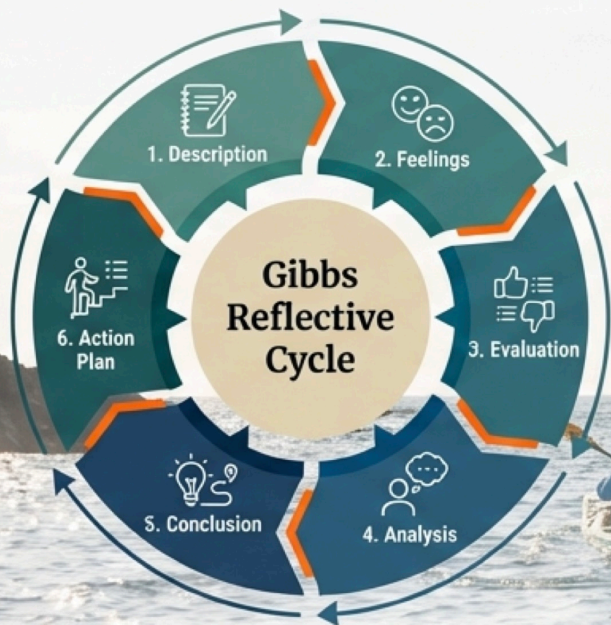 Gibbs
Reflective
Cycle
1. Description
2. Feelings
3. Evaluation
4. Analysis
5. Conclusion
6. Action
Plan